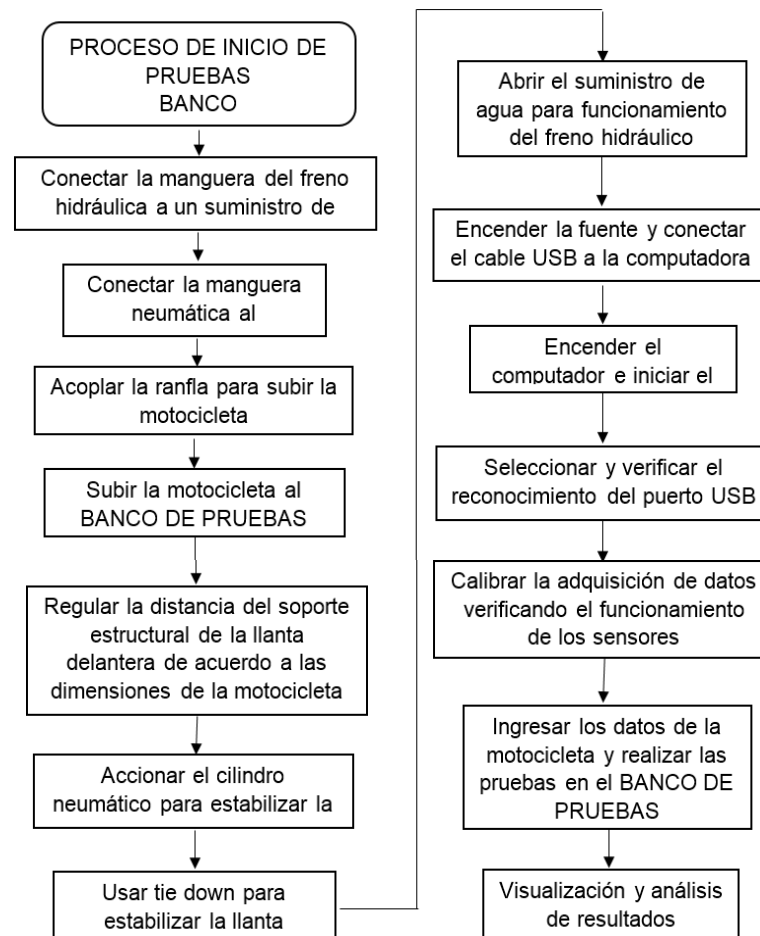 PROCESO DE INICIO DE
PRUEBAS
BANCO
Conectar la manguera del freno
hidráulica a un suministro de
Conectar la manguera
neumática al
Acoplar la ranfla para subir la
motocicleta
Subir la motocicleta al
BANCO DE PRUEBAS
Regular la distancia del soporte
estructural de la llanta
delantera de acuerdo a las
dimensiones de la motocicleta
Accionar el cilindro
neumático para estabilizar la
Usar tie down para
estabilizar la llanta
Abrir el suministro de
agua para funcionamiento
del freno hidráulico
Encender la fuente y conectar
el cable USB a la computadora
Encender el
computador e iniciar el
Seleccionar y verificar el
reconocimiento del puerto USB
Calibrar la adquisición de datos
verificando el funcionamiento
de los sensores
Ingresar los datos de la
motocicleta y realizar las
pruebas en el BANCO DE
PRUEBAS
Visualización y análisis
de resultados